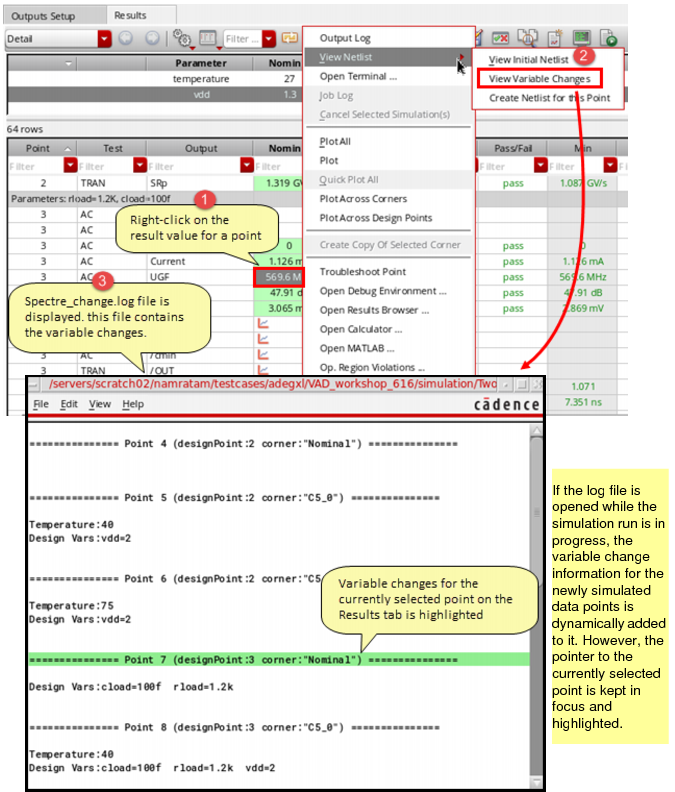 Outputs Setup
Results
Detail
Filter ...
Parameter
Nomin
temperature
27
vdd
1.3
64 rows
Point
Test
Output
Nomin
Pass/Fail
Min
Filter
Filter
Filter
Filter
Filter
Filter
2
TRAN
SRp
1.319 GV
pass
1.087 GV/s
Parameters: rload=1.2K, cload=100f
3
AC
3
AC
3
AC
0
pass
0
3
AC
Current
1.126 m
pass
1.126 mA
3
AC
UGF
569.6 M
pass
569.6 MHz
47.91 d
pass
47.91 dB
3.065 m
pass
2.869 mV
3
AC
/cmin
3
TRAN
/OUT
1.071
7.351 ns
Output Log
View Netlist
Open Terminal ...
Job Log
Cancel Selected Simulation(s)
Plot All
Plot
Quick Plot All
Plot Across Corners
Plot Across Design Points
Create Copy Of Selected Corner
Troubleshoot Point
Open Debug Environment ...
Open Results Browser ...
Open Calculator ...
Open MATLAB ...
Op. Region Violations ...
View Initial Netlist
2
View Variable Changes
Create Netlist for this Point
1
Right-click on the
result value for a point
3
Spectre_change.log file is
displayed. this file contains
the variable changes.
/servers/scratch02/namratam/testcases/adegxl/VAD_workshop_616/simulation/Two
File Edit View Help
cādence
=============== Point 4 (designPoint:2 corner:"Nominal") ===============
=============== Point 5 (designPoint:2 corner:"C5_0") ===============
Temperature:40
Design Vars:vdd=2
=============== Point 6 (designPoint:2 corner:"C5
Temperature:75
Design Vars:vdd=2
Variable changes for the
currently selected point on the
Results tab is highlighted
=============== Point 7 (designPoint:3 corner:"Nominal") ===============
Design Vars:cload=100f rload=1.2k
=============== Point 8 (designPoint:3 corner:"C5_0") ===============
Temperature:40
Design Vars:cload=100f rload=1.2k vdd=2
If the log file is
opened while the
simulation run is in
progress, the
variable change
information for the
newly simulated
data points is
dynamically added
to it. However, the
pointer to the
currently selected
point is kept in
focus and
highlighted.